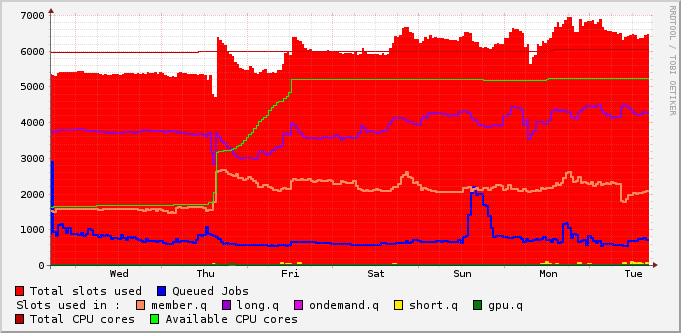 7000
6000
5000
4000
3000
2000
1000
0
Wed Thu Fri Sat Sun Mon Tue
RRDTOOL / TOBI OETIKER
Total slots used Queued Jobs
Slots used in : member.q long.q ondemand.q short.q gpu.q
Total CPU cores Available CPU cores